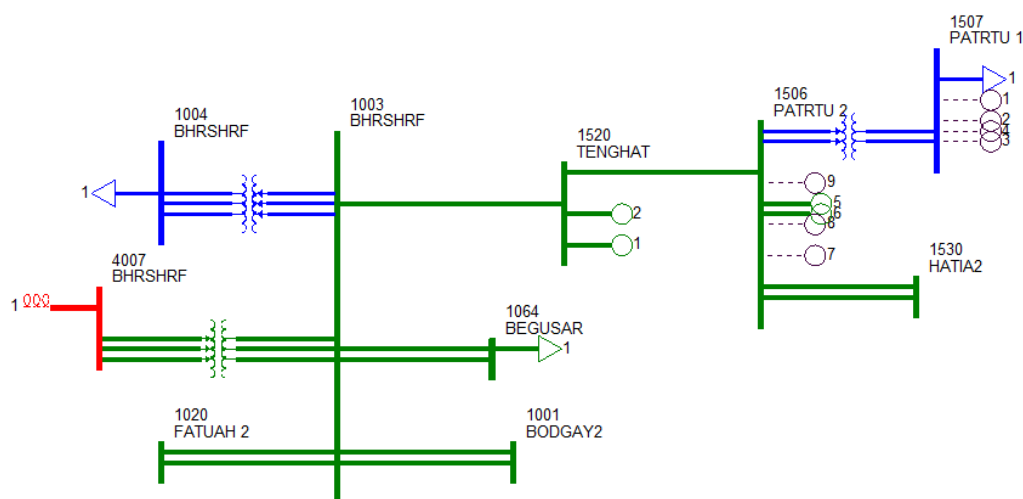 1507
PATRTU 1
1
1
2
4
3
1506
PATRTU 2
9
5
6
8
7
1004
BHRSHRF
1
1003
BHRSHRF
1520
TENGHAT
2
1
1530
HATIA2
4007
BHRSHRF
1
1064
BEGUSAR
1
1020
FATUAH 2
1001
BODGAY2